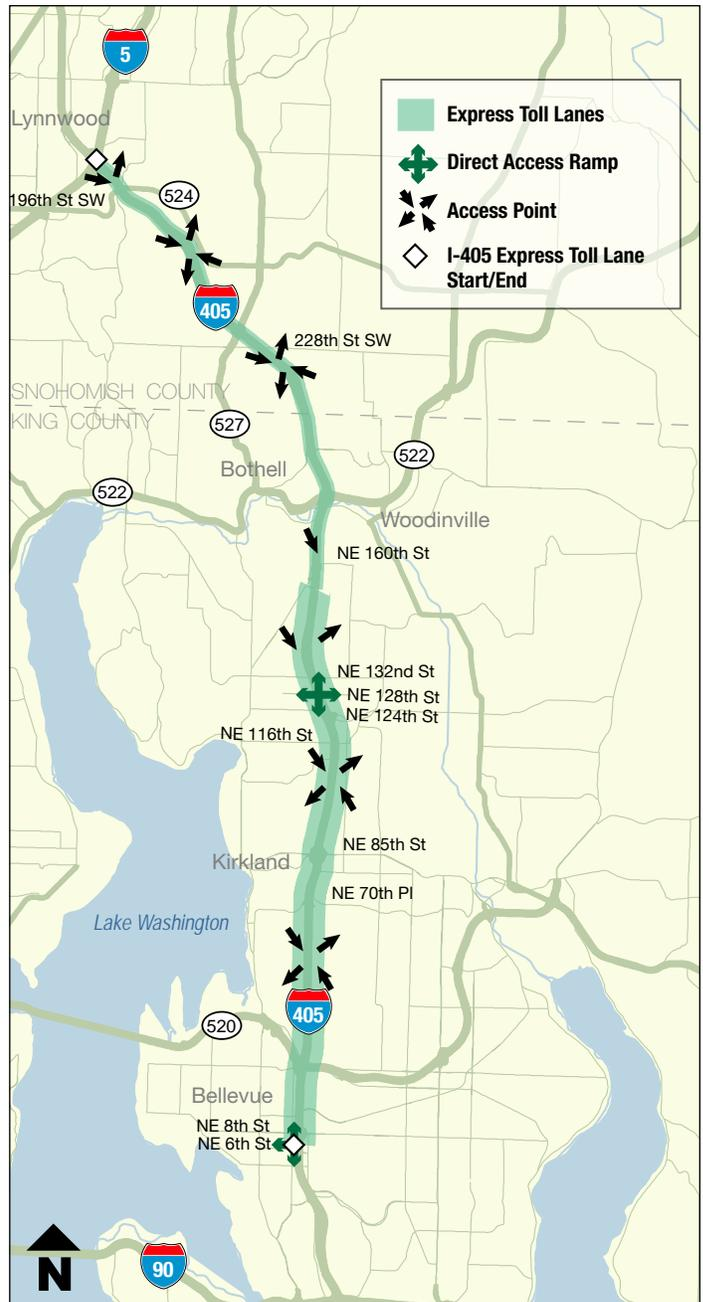 5
Lynnwood
Express Toll Lanes
Direct Access Ramp
196th St SW
524
Access Point
I-405 Express Toll Lane
Start/End
405
228th St SW
SNOHOMISH COUNTY
KING COUNTY
527
522
Bothell
522
Woodinville
NE 160th St
NE 132nd St
NE 128th St
NE 124th St
NE 116th St
NE 85th St
Kirkland
NE 70th Pl
Lake Washington
405
520
Bellevue
NE 8th St
NE 6th St
N
90